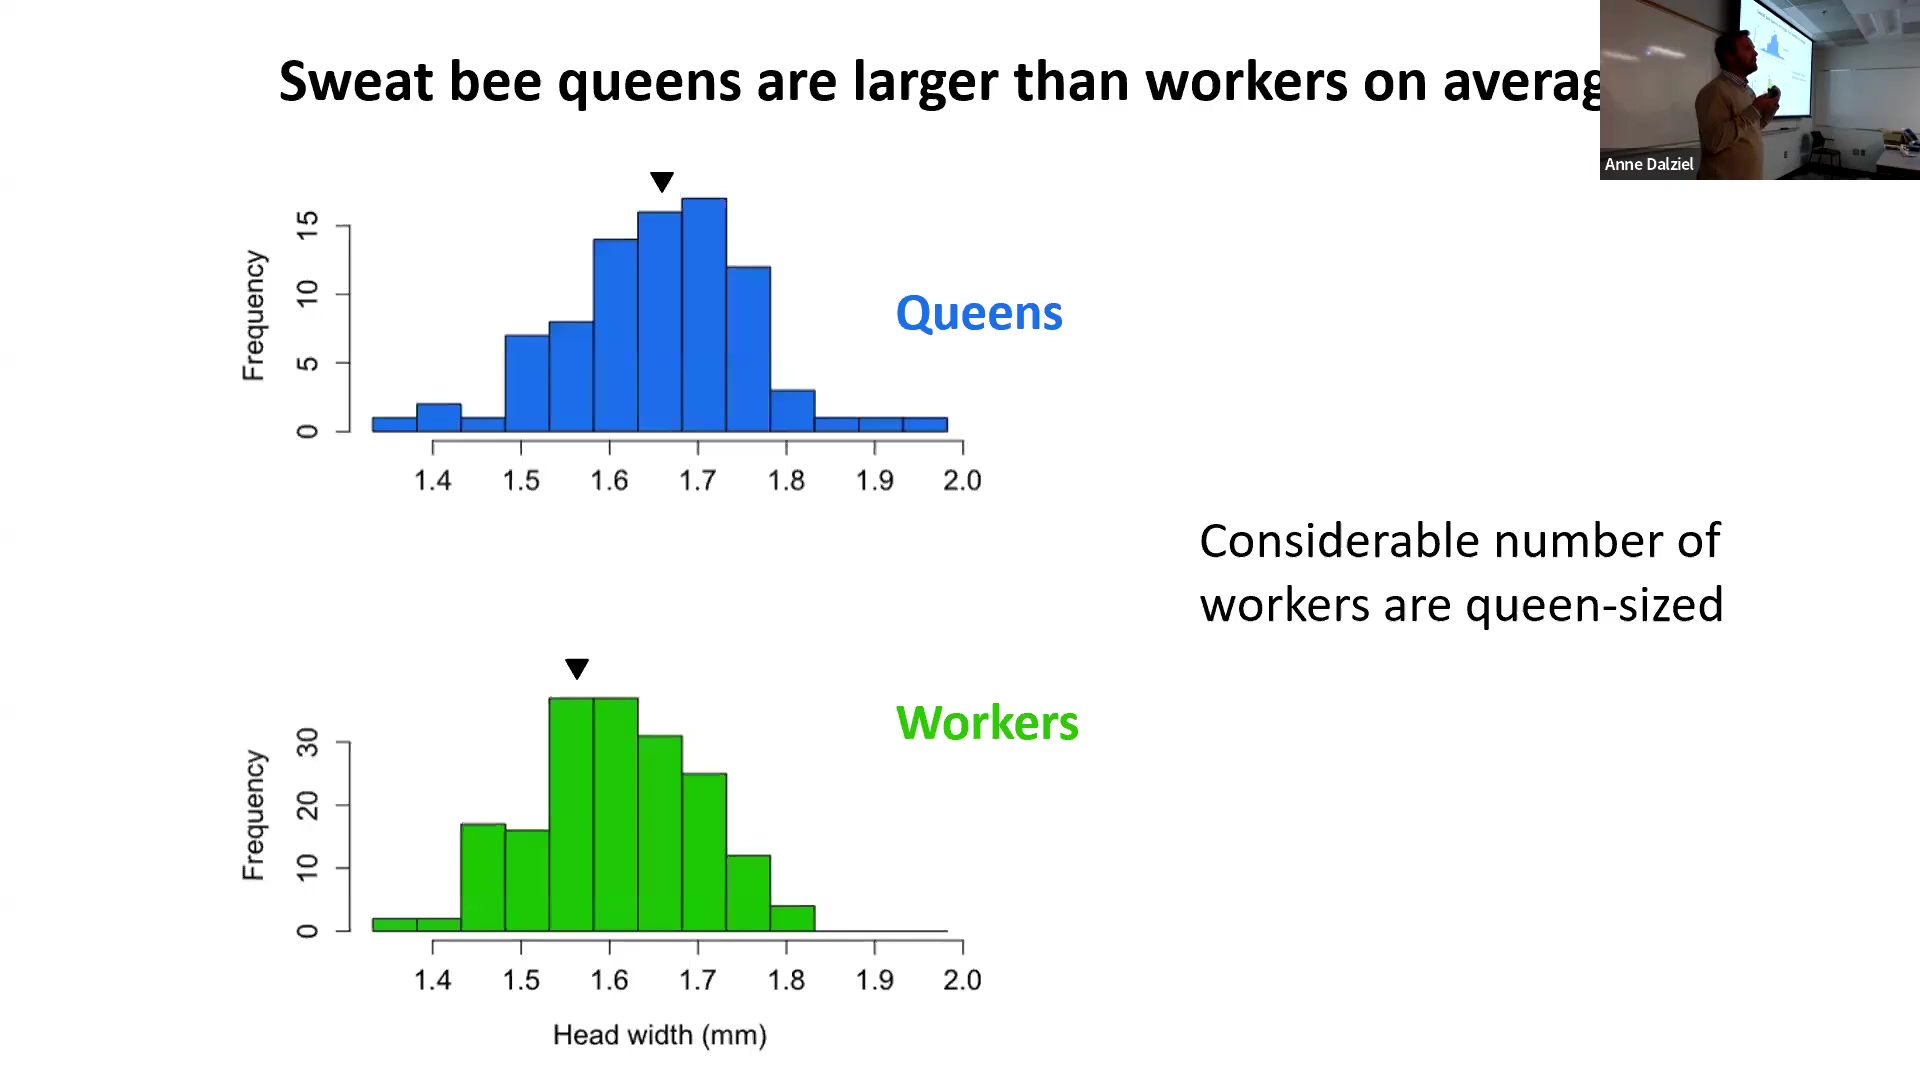 Sweat bee queens are larger than workers on averag
Anne Dalziel
Frequency
15
10
5
0
Queens
1.4 1.5 1.6 1.7 1.8 1.9 2.0
Considerable number of
workers are queen-sized
Workers
Frequency
30
20
10
0
1.4 1.5 1.6 1.7 1.8 1.9 2.0
Head width (mm)